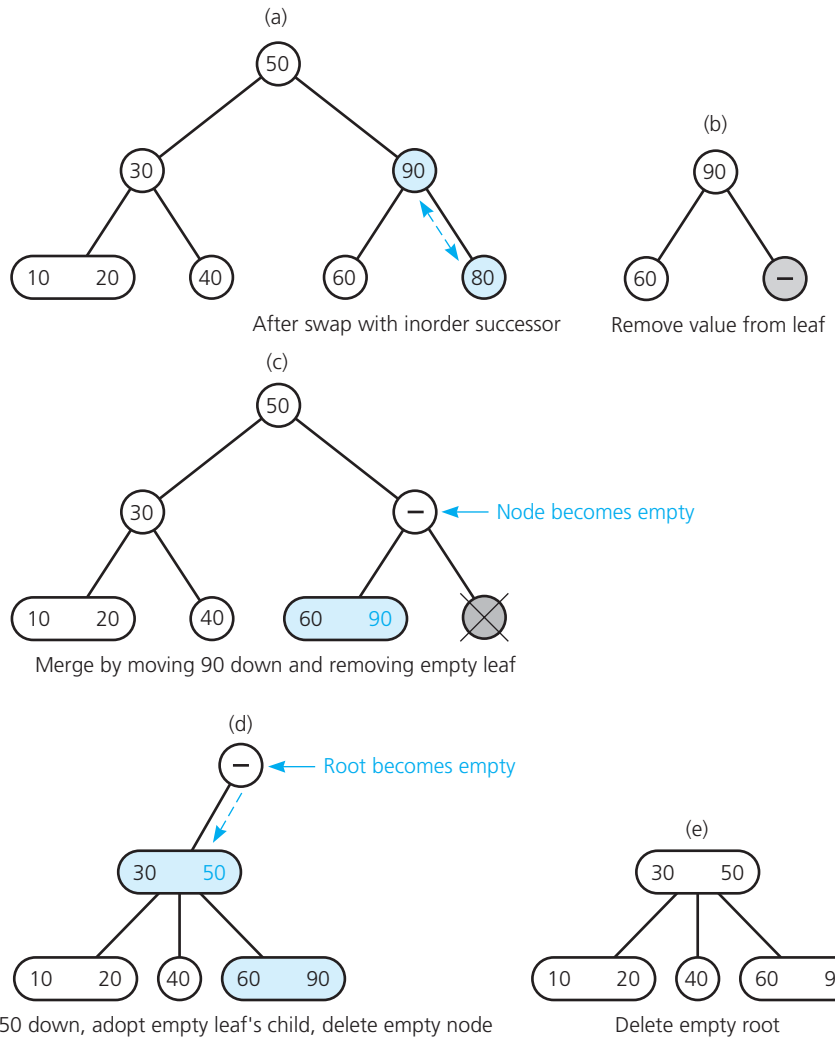 (a)
50
30
90
10 20
40
60
80
After swap with inorder successor
(b)
90
60
–
Remove value from leaf
(c)
50
30
–
Node becomes empty
10 20
40
60 90
Merge by moving 90 down and removing empty leaf
(d)
–
Root becomes empty
30 50
10 20
40
60 90
50 down, adopt empty leaf's child, delete empty node
(e)
30 50
10 20
40
60 9
Delete empty root